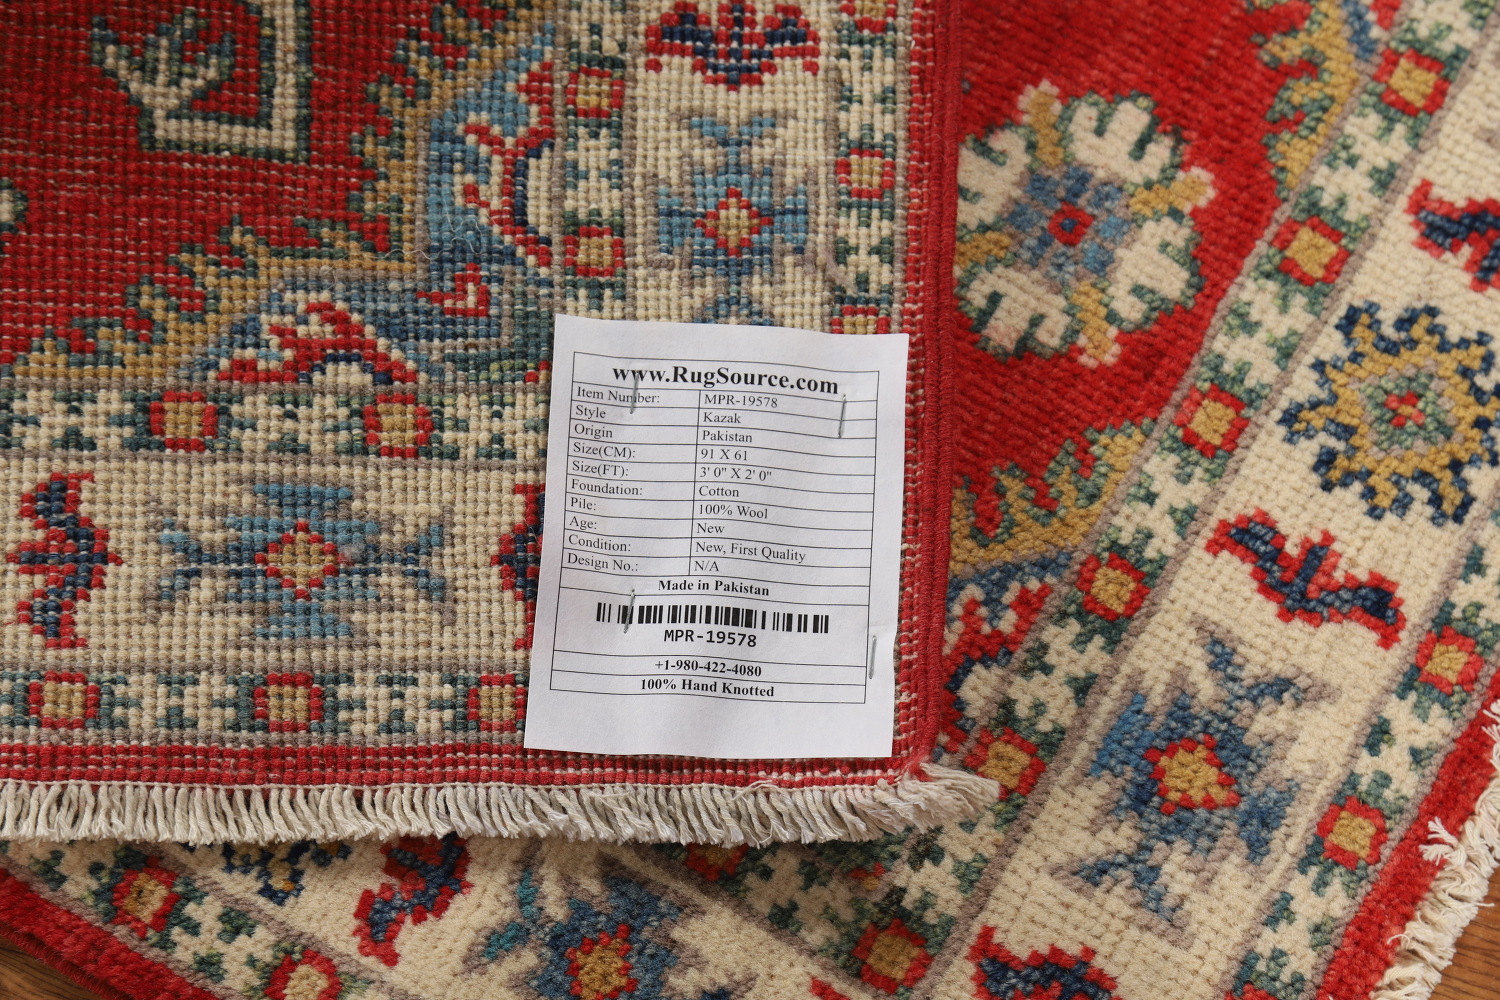 www.RugSource.com
Item Number: MPR-19578
Style Kazak
Origin Pakistan
Size(CM): 91 X 61
Size(FT): 3' 0" X 2' 0"
Foundation: Cotton
Pile: 100% Wool
Age: New
Condition: New, First Quality
Design No.: N/A
Made in Pakistan
MPR-19578
+1-980-422-4080
100% Hand Knotted